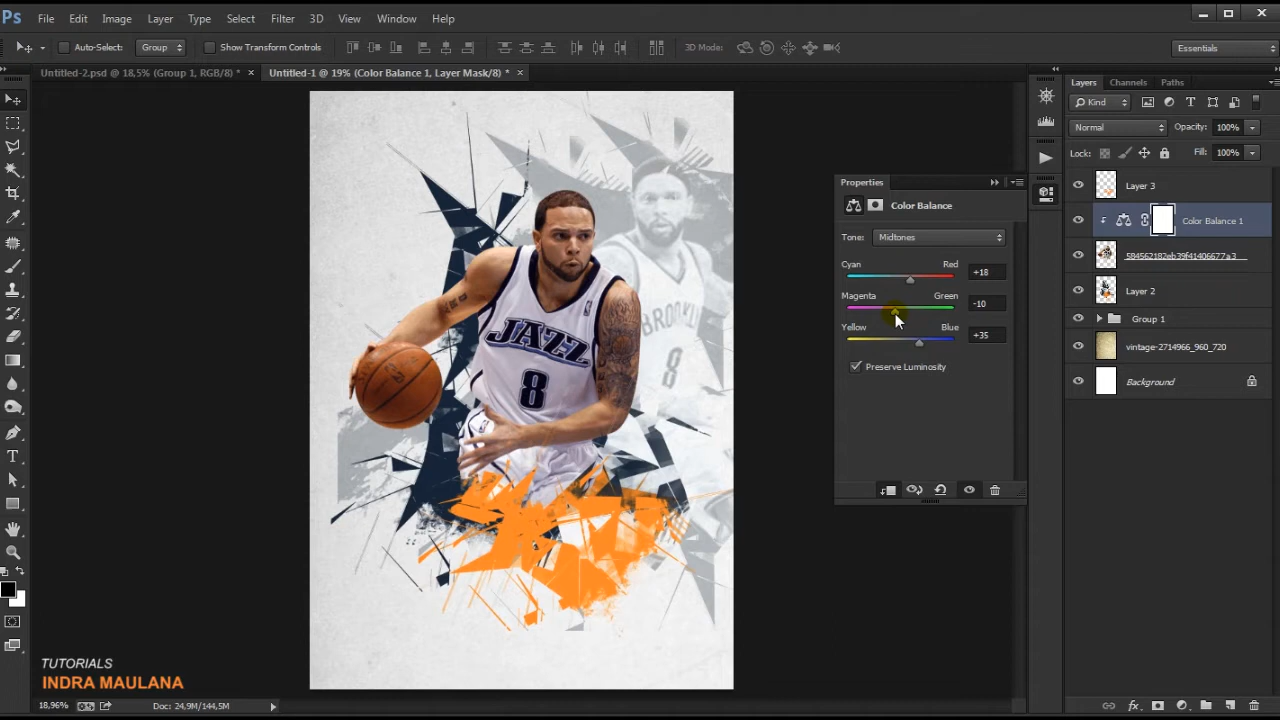 Ps File Edit Image Layer Type Select Filter 3D View Window Help
Auto-Select: Group Show Transform Controls 3D Mode: Essentials
Untitled-2.psd @ 18,5% (Group 1, RGB/8) * × Untitled-1 @ 19% (Color Balance 1, Layer Mask/8) * ×
Layers Channels Paths
Kind
Normal Opacity: 100%
Lock: Fill: 100%
Properties
Color Balance
Tone: Midtones
Cyan Red +18
Magenta Green -10
Yellow Blue +35
Preserve Luminosity
Layer 3
Color Balance 1
584562182eb39f41406677a3
Layer 2
Group 1
vintage-2714966_960_720
Background
JAZZ
8
BROOKLYN
8
TUTORIALS
INDRA MAULANA
18,96% Doc: 24,9M/144,5M